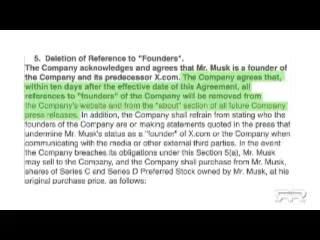 5. Deletion of Reference to "Founders".
The Company acknowledges and agrees that Mr. Musk is a founder of
the Company and its predecessor X.com. The Company agrees that,
within ten days after the effective date of this Agreement, all
references to "founders" of the Company will be removed from
the Company's website and from the "about" section of all future Company
press releases. In addition, the Company shall refrain from stating who the
founders of the Company are or making statements quoted in the press that
undermine Mr. Musk's status as a "founder" of X.com or the Company when
communicating with the media or other external third parties. In the event
the Company breaches its obligations under this Section 5(a), Mr. Musk
may sell to the Company, and the Company shall purchase from Mr. Musk,
shares of Series C and Series D Preferred Stock owned by Mr. Musk, at his
original purchase price, as follows: